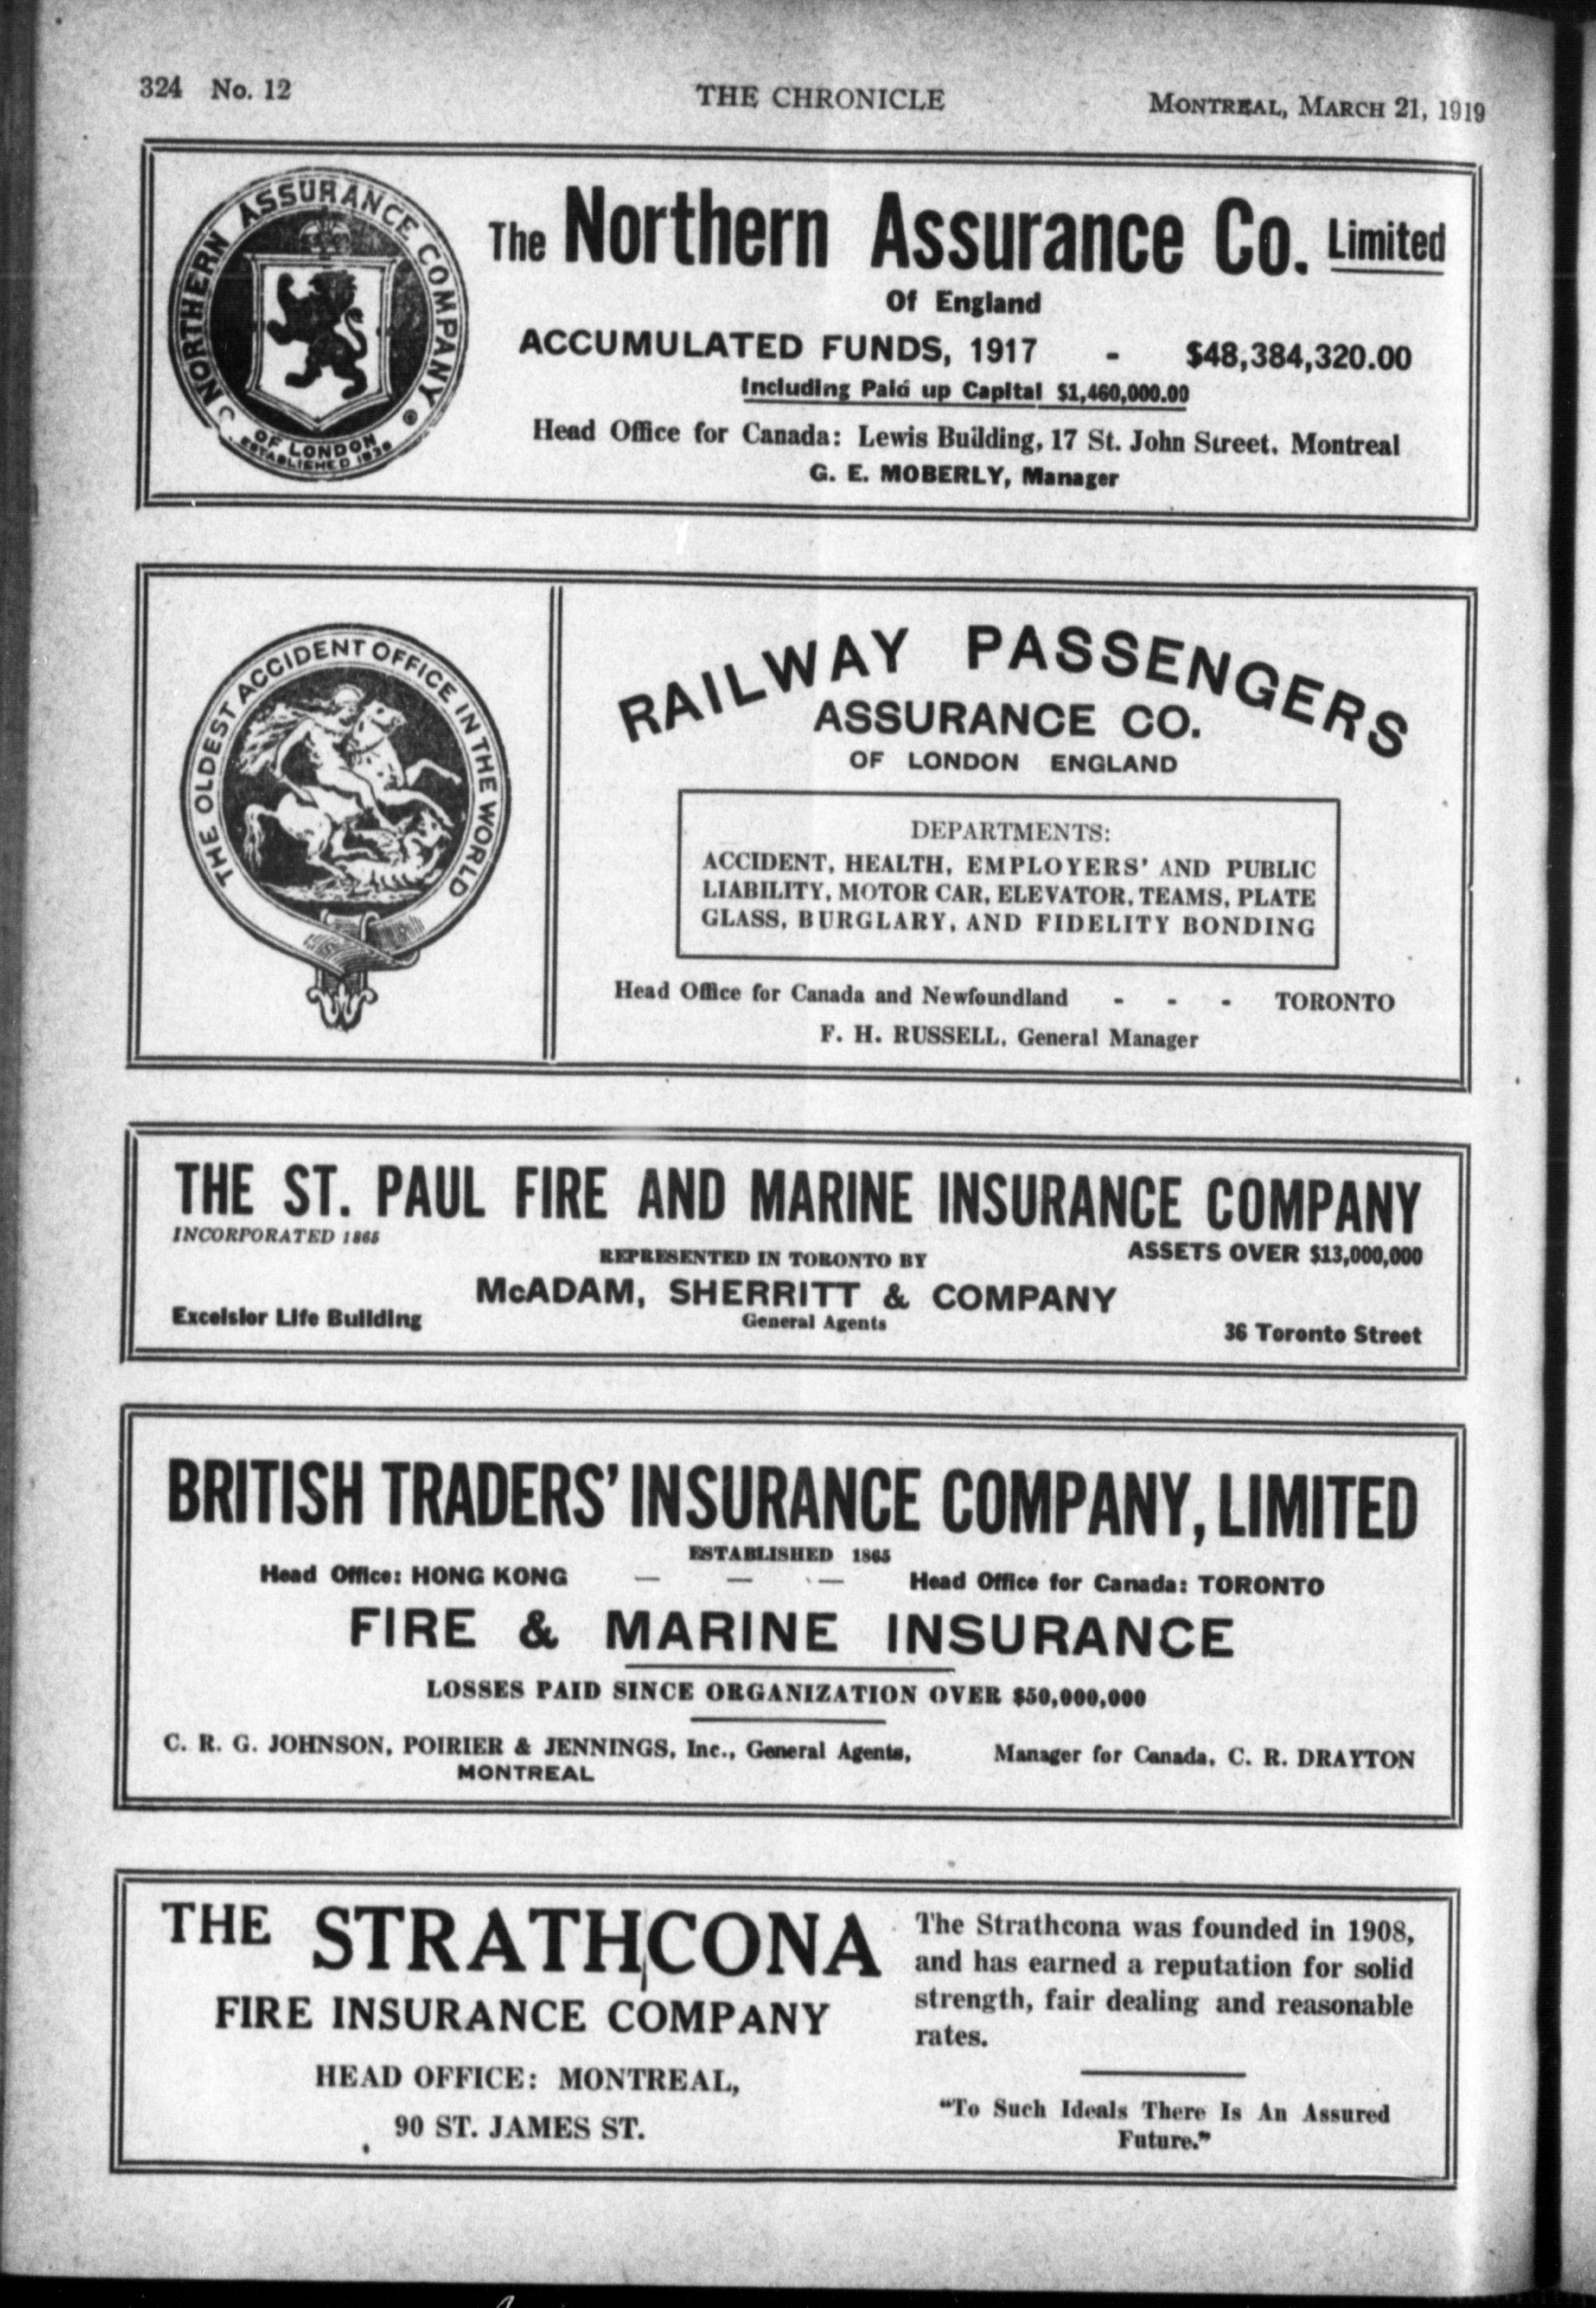 324 No. 12
THE CHRONICLE
MONTREAL, MARCH 21, 1919
NORTHERN ASSURANCE COMPANY
OF LONDON
ESTABLISHED 1836
The Northern Assurance Co. Limited
Of England
ACCUMULATED FUNDS, 1917 - $48,384,320.00
Including Paid up Capital $1,460,000.00
Head Office for Canada: Lewis Building, 17 St. John Street, Montreal
G. E. MOBERLY, Manager
THE OLDEST ACCIDENT OFFICE IN THE WORLD
RAILWAY PASSENGERS
ASSURANCE CO.
OF LONDON ENGLAND
DEPARTMENTS:
ACCIDENT, HEALTH, EMPLOYERS' AND PUBLIC
LIABILITY, MOTOR CAR, ELEVATOR, TEAMS, PLATE
GLASS, BURGLARY, AND FIDELITY BONDING
Head Office for Canada and Newfoundland - - - TORONTO
F. H. RUSSELL, General Manager
THE ST. PAUL FIRE AND MARINE INSURANCE COMPANY
INCORPORATED 1865
REPRESENTED IN TORONTO BY
ASSETS OVER $13,000,000
McADAM, SHERRITT & COMPANY
Excelsior Life Building
General Agents
36 Toronto Street
BRITISH TRADERS' INSURANCE COMPANY, LIMITED
ESTABLISHED 1865
Head Office: HONG KONG — — — Head Office for Canada: TORONTO
FIRE & MARINE INSURANCE
LOSSES PAID SINCE ORGANIZATION OVER $50,000,000
C. R. G. JOHNSON, POIRIER & JENNINGS, Inc., General Agents,
MONTREAL
Manager for Canada, C. R. DRAYTON
THE STRATHCONA
FIRE INSURANCE COMPANY
HEAD OFFICE: MONTREAL,
90 ST. JAMES ST.
The Strathcona was founded in 1908,
and has earned a reputation for solid
strength, fair dealing and reasonable
rates.
"To Such Ideals There Is An Assured
Future."